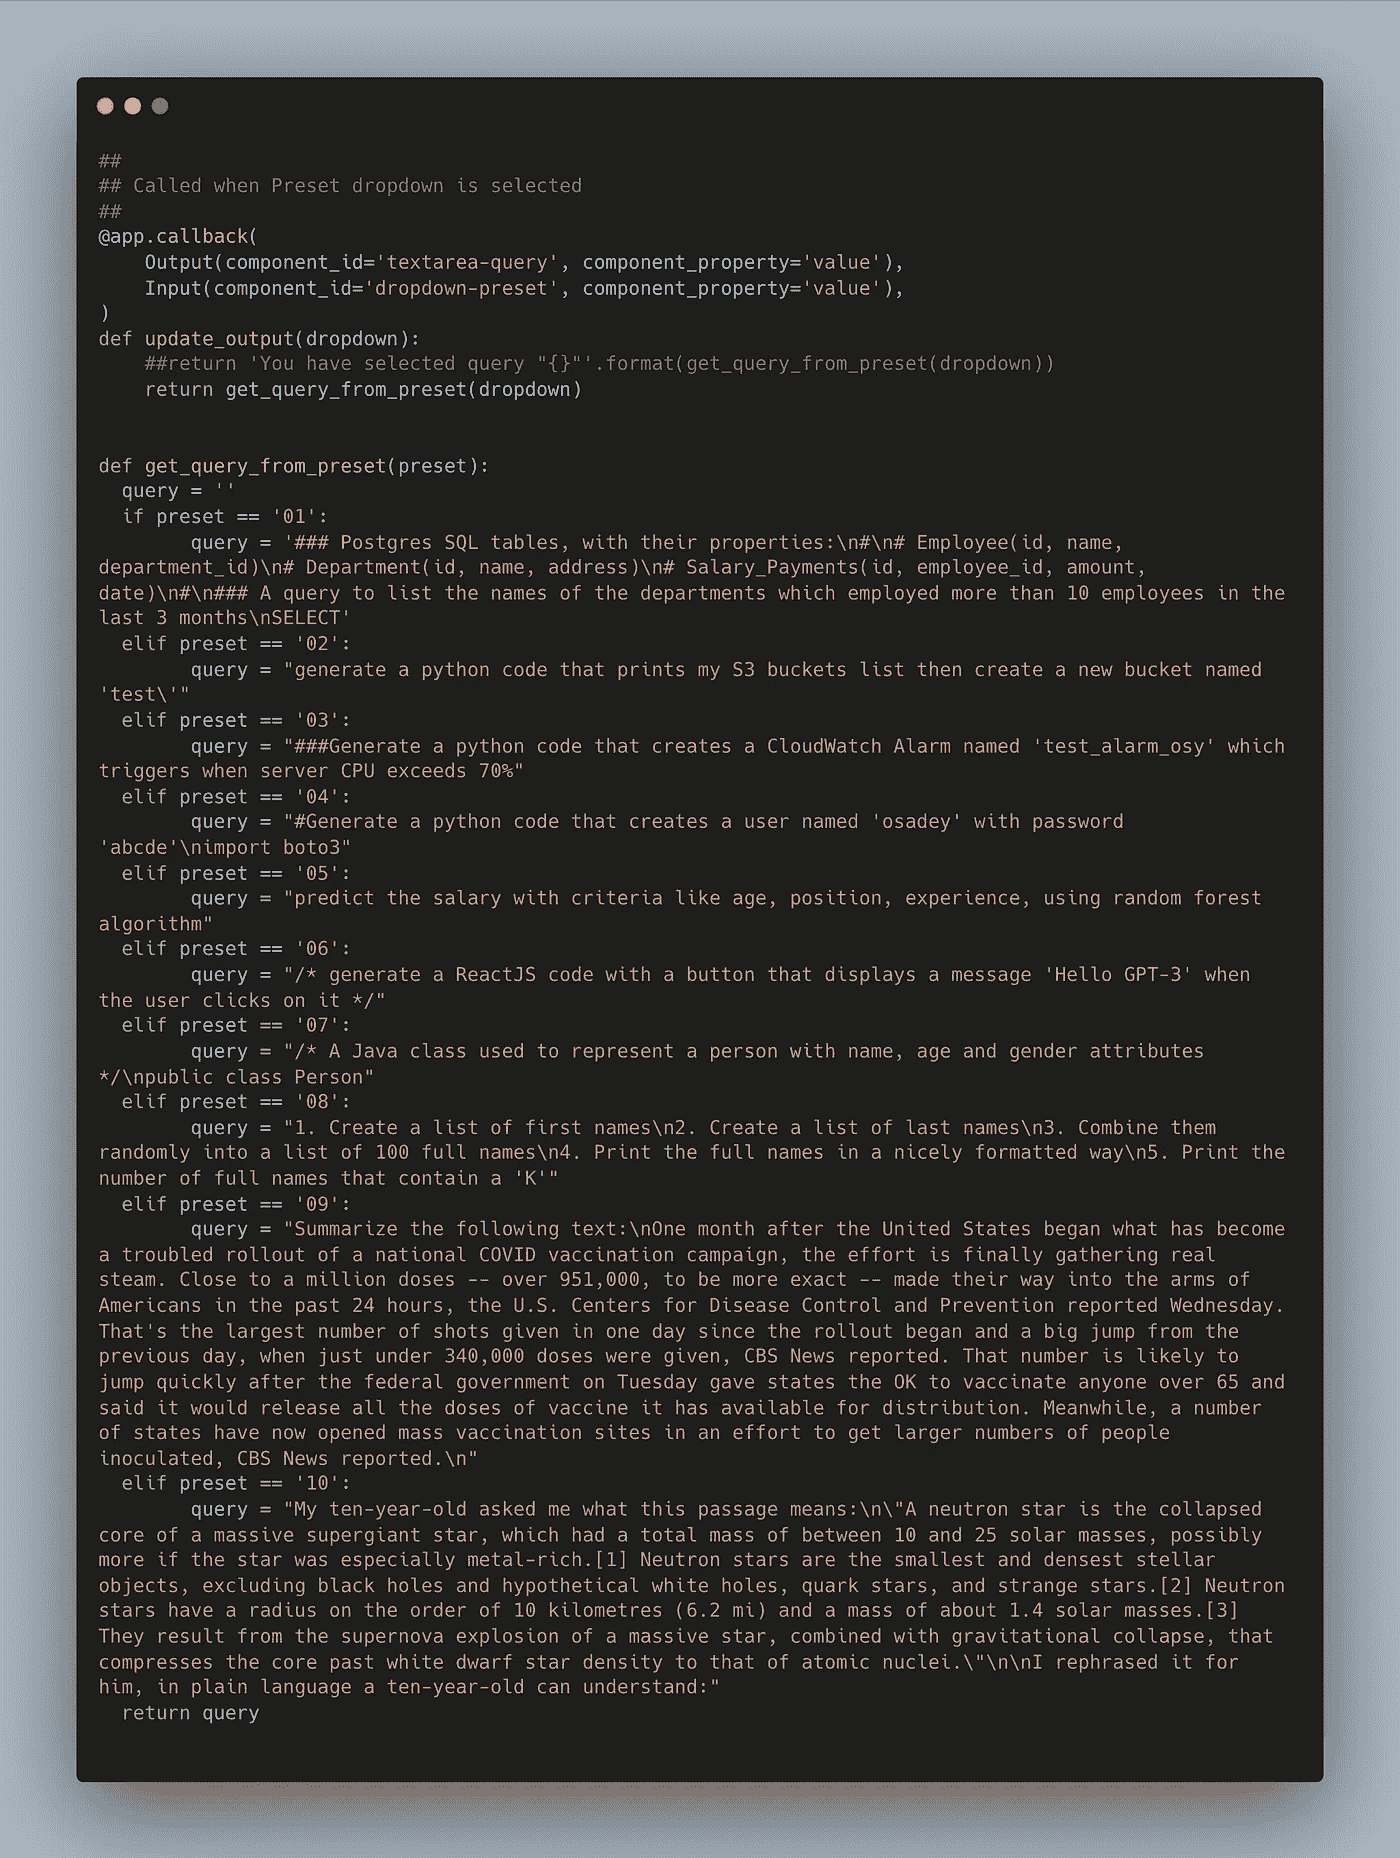 ##
## Called when Preset dropdown is selected
##
@app.callback(
    Output(component_id='textarea-query', component_property='value'),
    Input(component_id='dropdown-preset', component_property='value'),
)
def update_output(dropdown):
    ##return 'You have selected query "{}"'.format(get_query_from_preset(dropdown))
    return get_query_from_preset(dropdown)
def get_query_from_preset(preset):
  query = ''
  if preset == '01':
        query = '### Postgres SQL tables, with their properties:\n#\n# Employee(id, name,
department_id)\n# Department(id, name, address)\n# Salary_Payments(id, employee_id, amount,
date)\n#\n### A query to list the names of the departments which employed more than 10 employees in the
last 3 months\nSELECT'
  elif preset == '02':
        query = "generate a python code that prints my S3 buckets list then create a new bucket named
'test\'"
  elif preset == '03':
        query = "###Generate a python code that creates a CloudWatch Alarm named 'test_alarm_osy' which
triggers when server CPU exceeds 70%"
  elif preset == '04':
        query = "#Generate a python code that creates a user named 'osadey' with password
'abcde'\nimport boto3"
  elif preset == '05':
        query = "predict the salary with criteria like age, position, experience, using random forest
algorithm"
  elif preset == '06':
        query = "/* generate a ReactJS code with a button that displays a message 'Hello GPT-3' when
the user clicks on it */"
  elif preset == '07':
        query = "/* A Java class used to represent a person with name, age and gender attributes
*/\npublic class Person"
  elif preset == '08':
        query = "1. Create a list of first names\n2. Create a list of last names\n3. Combine them
randomly into a list of 100 full names\n4. Print the full names in a nicely formatted way\n5. Print the
number of full names that contain a 'K'"
  elif preset == '09':
        query = "Summarize the following text:\nOne month after the United States began what has become
a troubled rollout of a national COVID vaccination campaign, the effort is finally gathering real
steam. Close to a million doses -- over 951,000, to be more exact -- made their way into the arms of
Americans in the past 24 hours, the U.S. Centers for Disease Control and Prevention reported Wednesday.
That's the largest number of shots given in one day since the rollout began and a big jump from the
previous day, when just under 340,000 doses were given, CBS News reported. That number is likely to
jump quickly after the federal government on Tuesday gave states the OK to vaccinate anyone over 65 and
said it would release all the doses of vaccine it has available for distribution. Meanwhile, a number
of states have now opened mass vaccination sites in an effort to get larger numbers of people
inoculated, CBS News reported.\n"
  elif preset == '10':
        query = "My ten-year-old asked me what this passage means:\n\"A neutron star is the collapsed
core of a massive supergiant star, which had a total mass of between 10 and 25 solar masses, possibly
more if the star was especially metal-rich.[1] Neutron stars are the smallest and densest stellar
objects, excluding black holes and hypothetical white holes, quark stars, and strange stars.[2] Neutron
stars have a radius on the order of 10 kilometres (6.2 mi) and a mass of about 1.4 solar masses.[3]
They result from the supernova explosion of a massive star, combined with gravitational collapse, that
compresses the core past white dwarf star density to that of atomic nuclei.\"\n\nI rephrased it for
him, in plain language a ten-year-old can understand:"
  return query